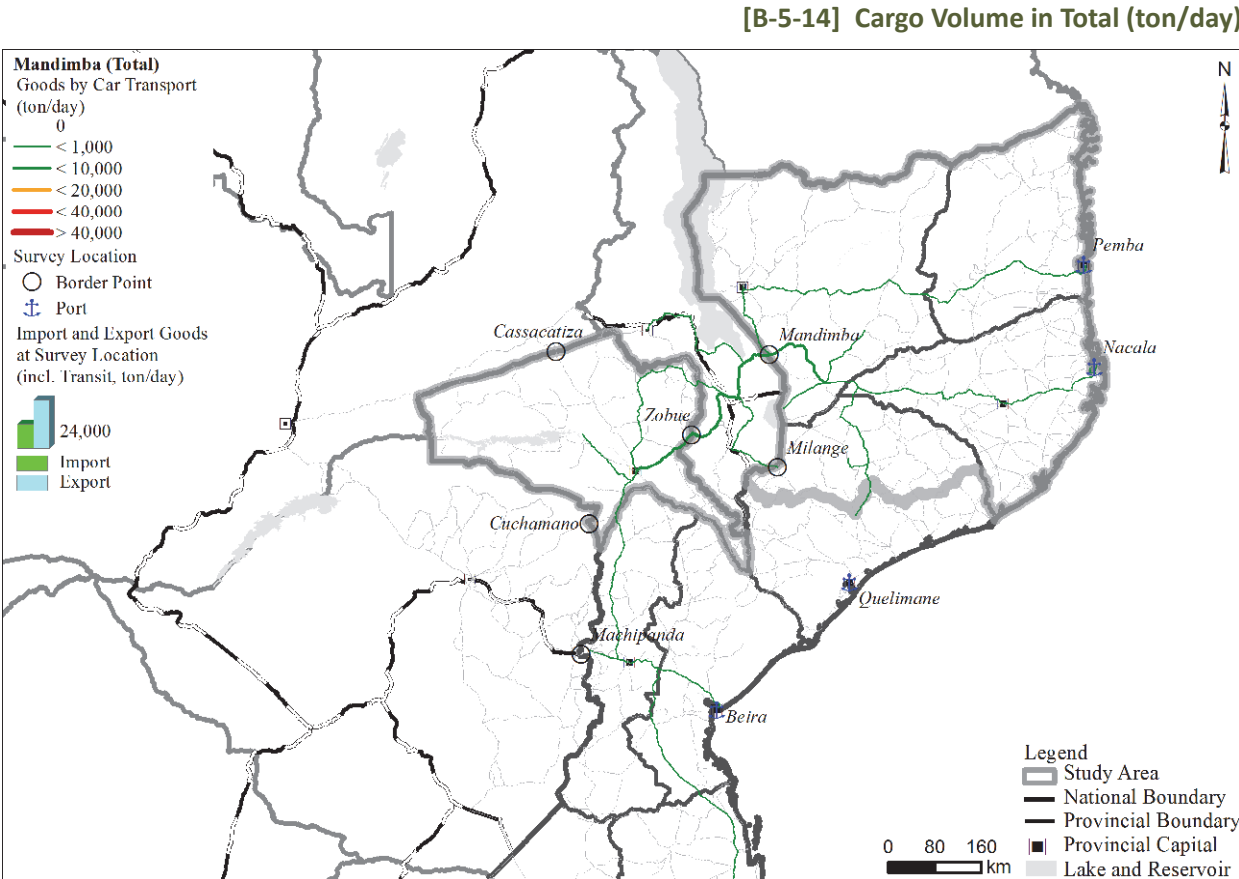 [B-5-14] Cargo Volume in Total (ton/day)
Mandimba (Total)
Goods by Car Transport
(ton/day)
0
< 1,000
< 10,000
< 20,000
< 40,000
> 40,000
Survey Location
Border Point
Port
Import and Export Goods
at Survey Location
(incl. Transit, ton/day)
24,000
Import
Export
N
Pemba
Cassacatiza
Mandimba
Nacala
Zobue
Milange
Cuchamano
Quelimane
Machipanda
Beira
Legend
Study Area
National Boundary
Provincial Boundary
Provincial Capital
Lake and Reservoir
0 80 160
km